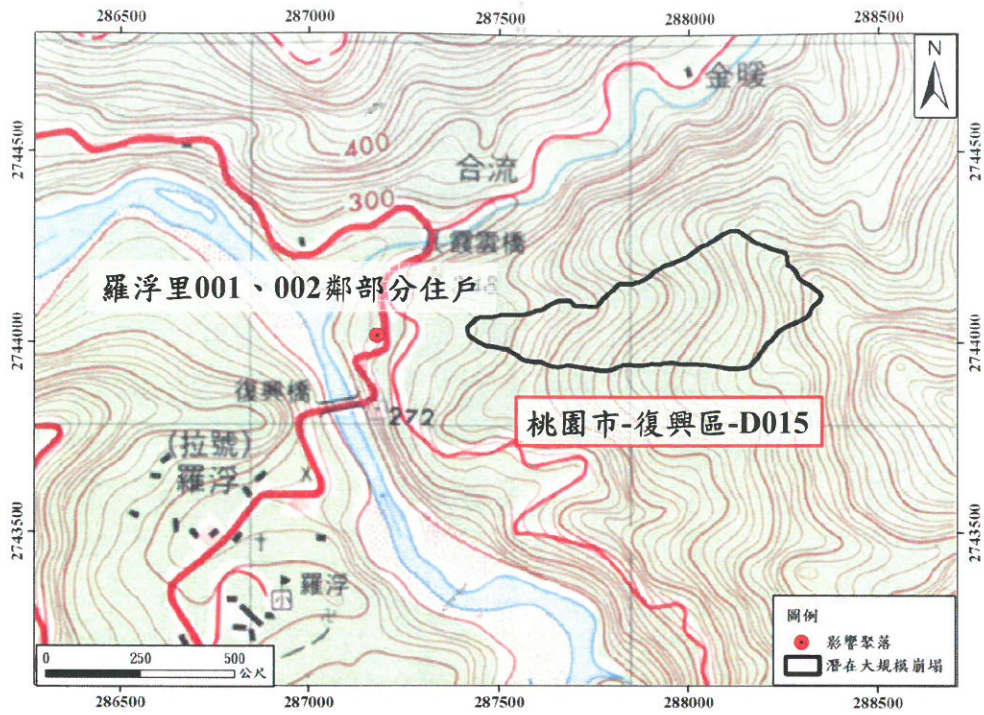 286500
287000
287500
288000
288500
N
金暖
2744500
2744500
400
合流
300
霞雲橋
羅浮里001、002鄰部分住戶
2744000
2744000
復興橋
272
桃園市-復興區-D015
(拉號)
羅浮
2743500
2743500
羅浮
小
卍
圖例
影響聚落
潛在大規模崩塌
0
250
500
公尺
286500
287000
287500
288000
288500